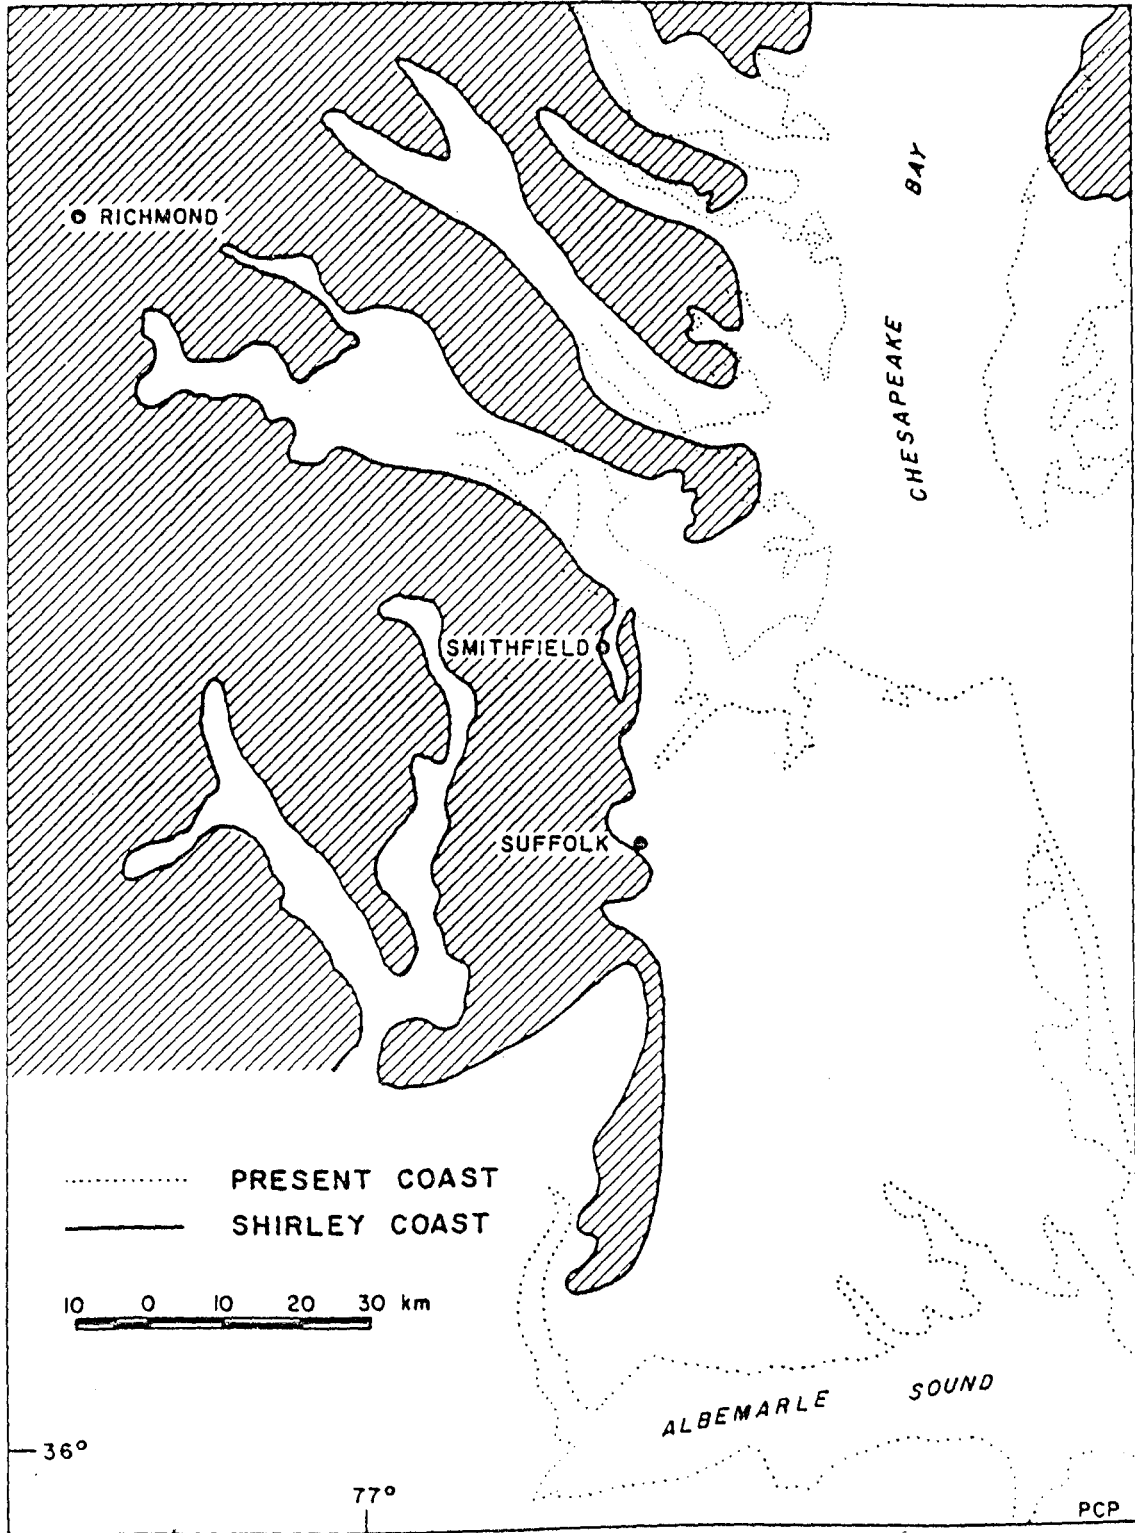 RICHMOND
CHESAPEAKE BAY
SMITHFIELD
SUFFOLK
PRESENT COAST
SHIRLEY COAST
10 0 10 20 30 km
ALBEMARLE SOUND
36°
77°
PCP